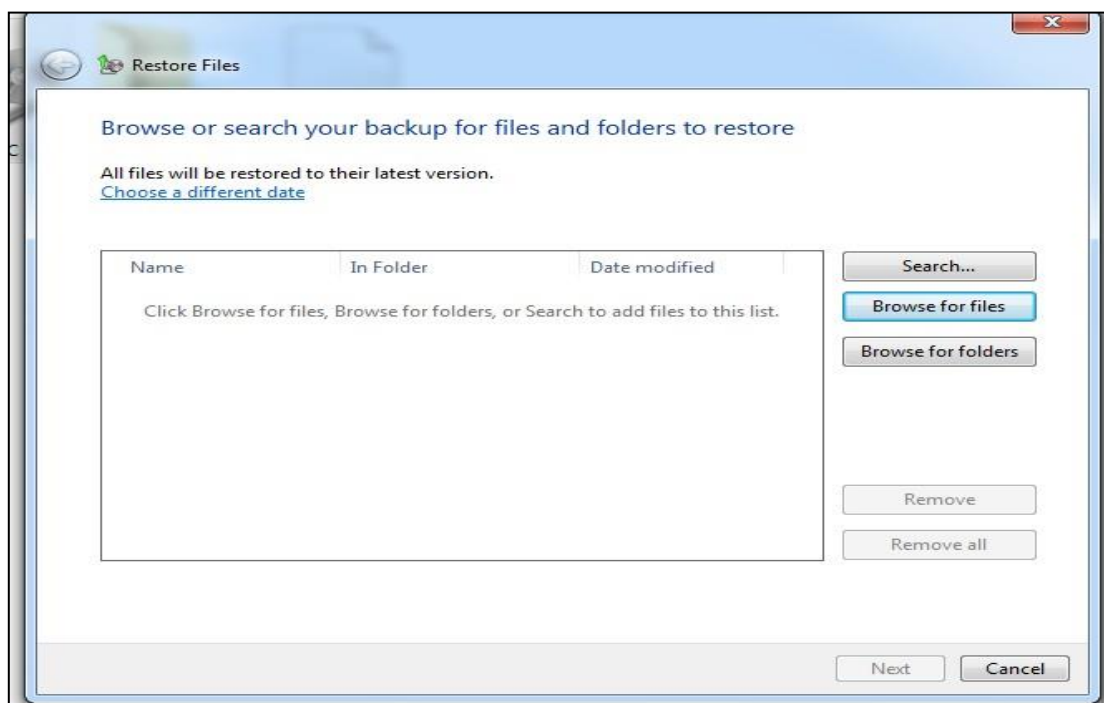 Restore Files
Browse or search your backup for files and folders to restore
All files will be restored to their latest version.
Choose a different date
Name In Folder Date modified
Click Browse for files, Browse for folders, or Search to add files to this list.
Search...
Browse for files
Browse for folders
Remove
Remove all
Next Cancel